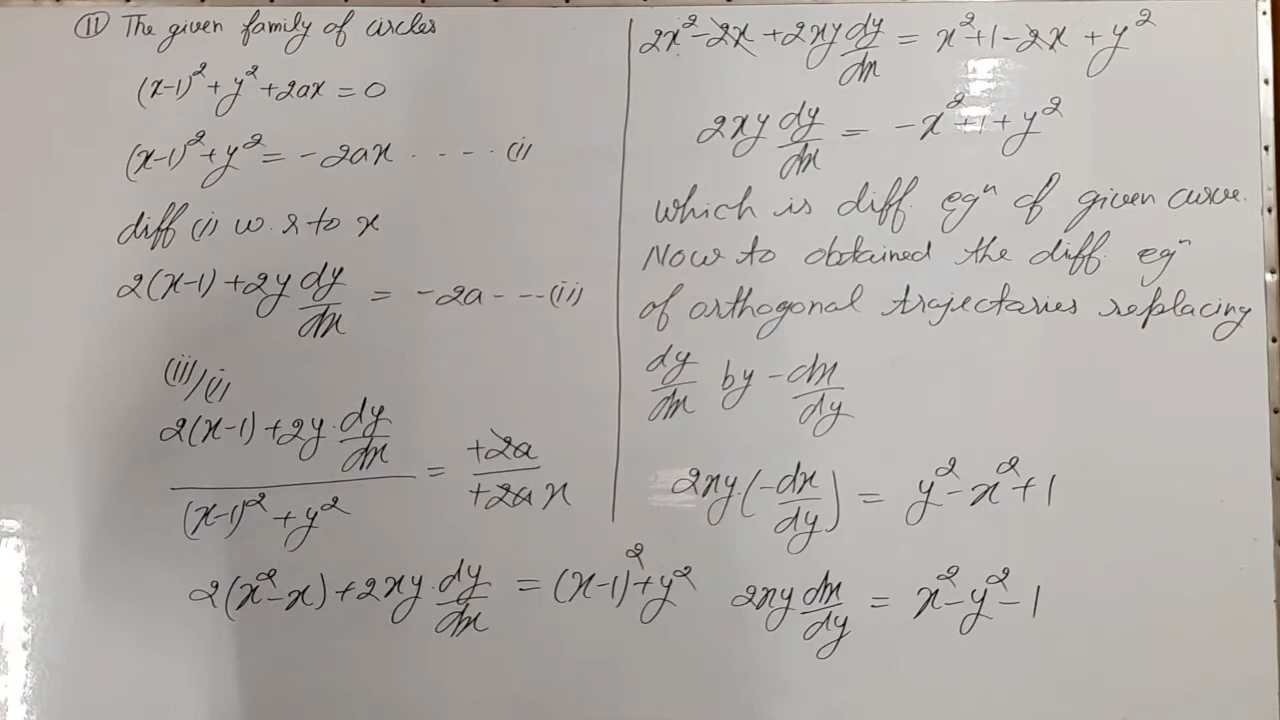 (11) The given family of circles
(x-1)² + y² + 2ax = 0
(x-1)² + y² = -2ax ..... (i)
diff (i) w. r to x
2(x-1) + 2y dy/dx = -2a - - - (ii)
(ii)/(i)
(2(x-1) + 2y. dy/dx)/((x-1)² + y²) = +2a/+2ax
2(x²-x) + 2xy. dy/dx = (x-1)² + y²
2x² - 2x + 2xy dy/dx = x² + 1 - 2x + y²
2xy dy/dx = -x² + 1 + y²
which is diff. eqⁿ of given curve.
Now to obtained the diff. eqⁿ
of orthogonal trajectories replacing
dy/dx by -dx/dy
2xy.(-dx/dy) = y² - x² + 1
2xy dx/dy = x² - y² - 1